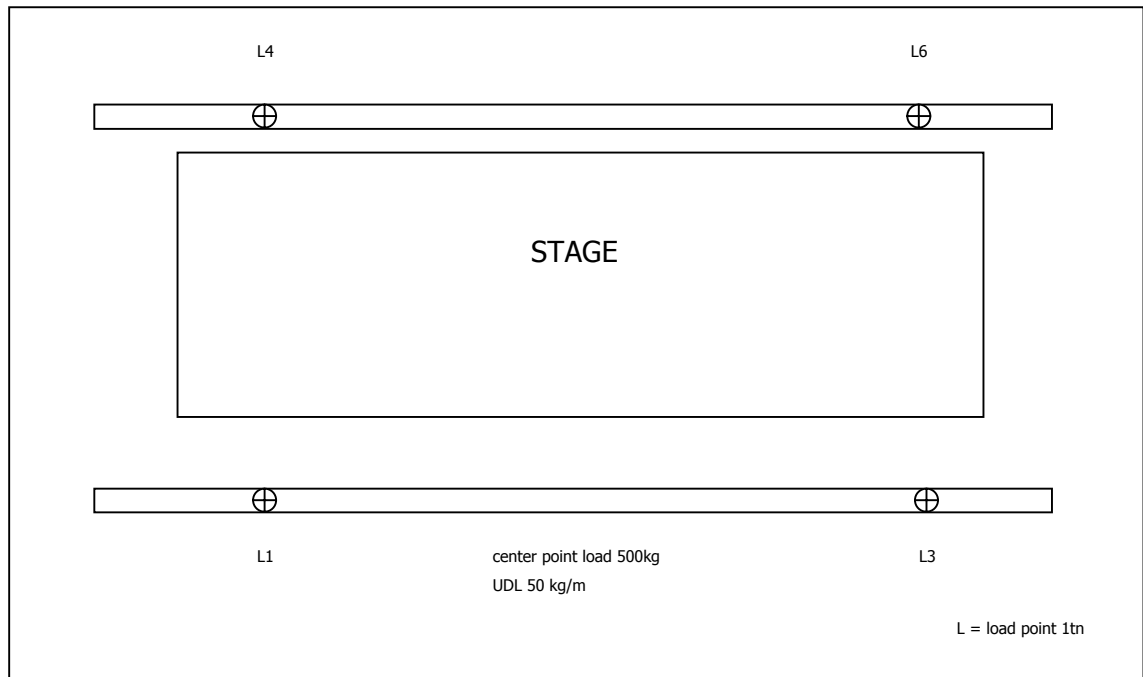 L4
L6
STAGE
L1
center point load 500kg
L3
UDL 50 kg/m
L = load point 1tn